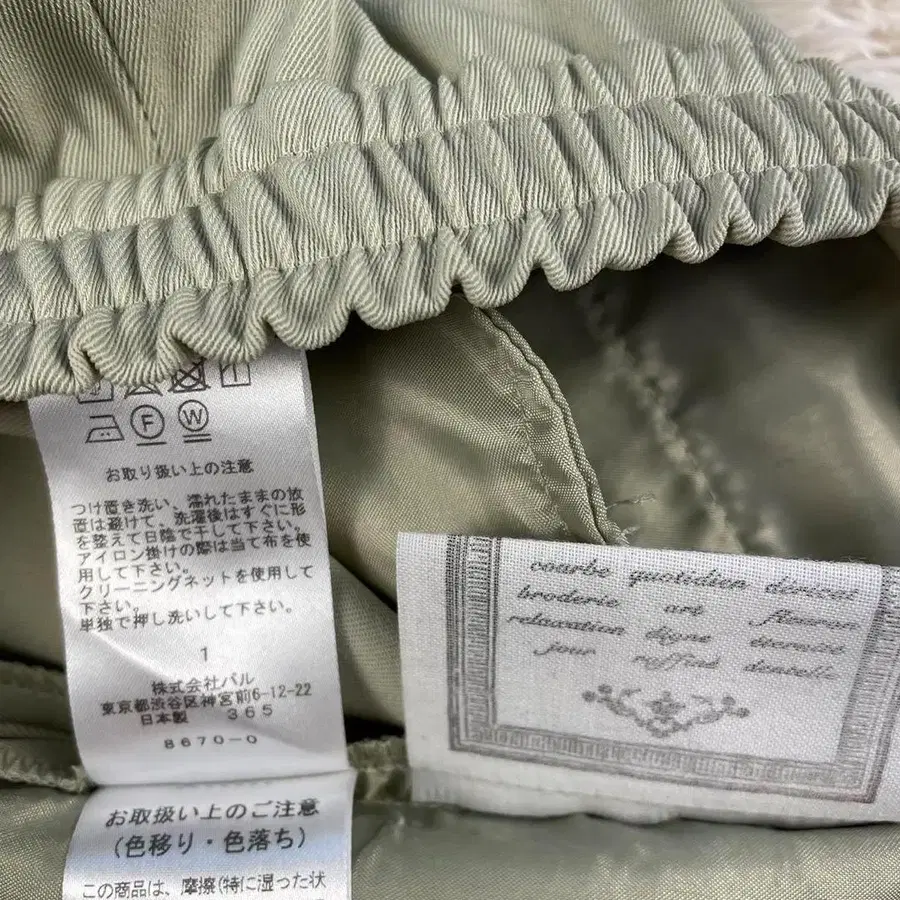 F W
お取り扱い上の注意
つけ置き洗い、濡れたままの放
置は避けて、洗濯後はすぐに形
を整えて日陰で干して下さい。
アイロン掛けの際は当て布を使
用して下さい。
クリーニングネットを使用して
下さい。
単独で押し洗いして下さい。
1
株式会社パル
東京都渋谷区神宮前6-12-22
日本製 365
8670-0
お取扱い上のご注意
(色移り・色落ち)
この商品は、摩擦(特に湿った状
coarbe quotidien
broderie art
relaxation digne
jour